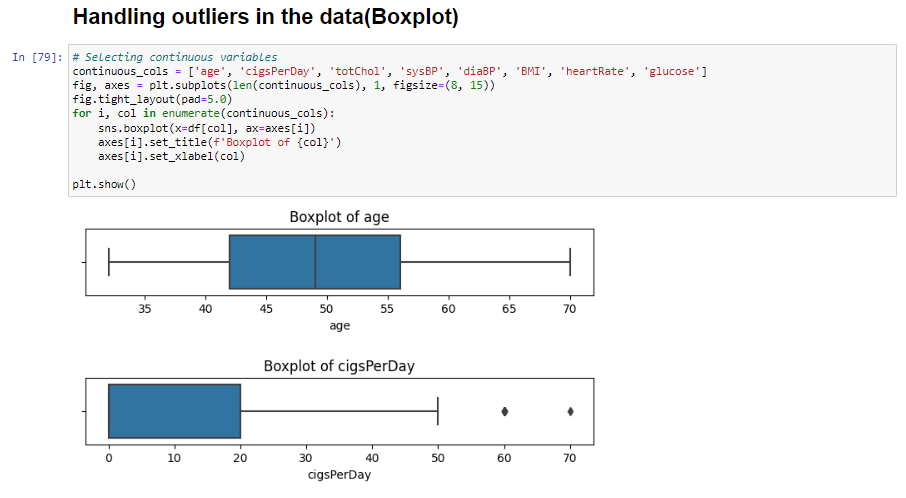 Handling outliers in the data(Boxplot)
In [79]:
# Selecting continuous variables
continuous_cols = ['age', 'cigsPerDay', 'totChol', 'sysBP', 'diaBP', 'BMI', 'heartRate', 'glucose']
fig, axes = plt.subplots(len(continuous_cols), 1, figsize=(8, 15))
fig.tight_layout(pad=5.0)
for i, col in enumerate(continuous_cols):
    sns.boxplot(x=df[col], ax=axes[i])
    axes[i].set_title(f'Boxplot of {col}')
    axes[i].set_xlabel(col)
plt.show()
Boxplot of age
35 40 45 50 55 60 65 70
age
Boxplot of cigsPerDay
0 10 20 30 40 50 60 70
cigsPerDay